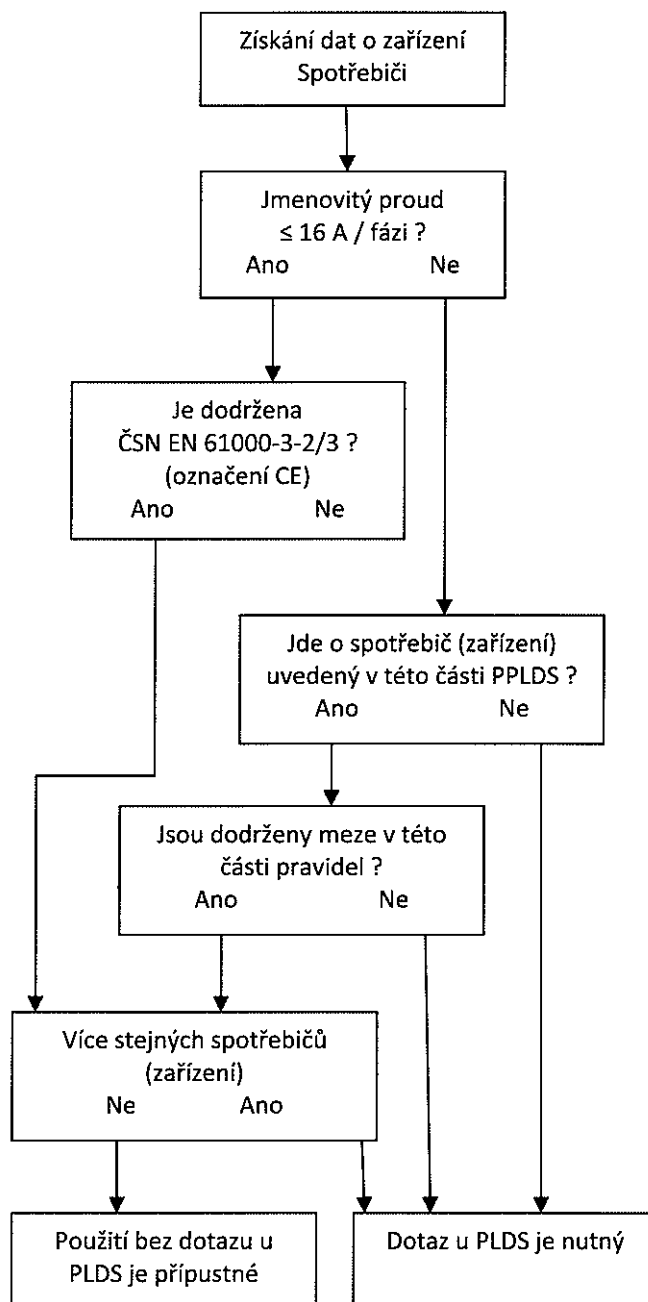 Získání dat o zařízení
Spotřebiči
Jmenovitý proud
≤ 16 A / fázi ?
Ano Ne
Je dodržena
ČSN EN 61000-3-2/3 ?
(označení CE)
Ano Ne
Jde o spotřebič (zařízení)
uvedený v této části PPLDS ?
Ano Ne
Jsou dodrženy meze v této
části pravidel ?
Ano Ne
Více stejných spotřebičů
(zařízení)
Ne Ano
Použití bez dotazu u
PLDS je přípustné
Dotaz u PLDS je nutný